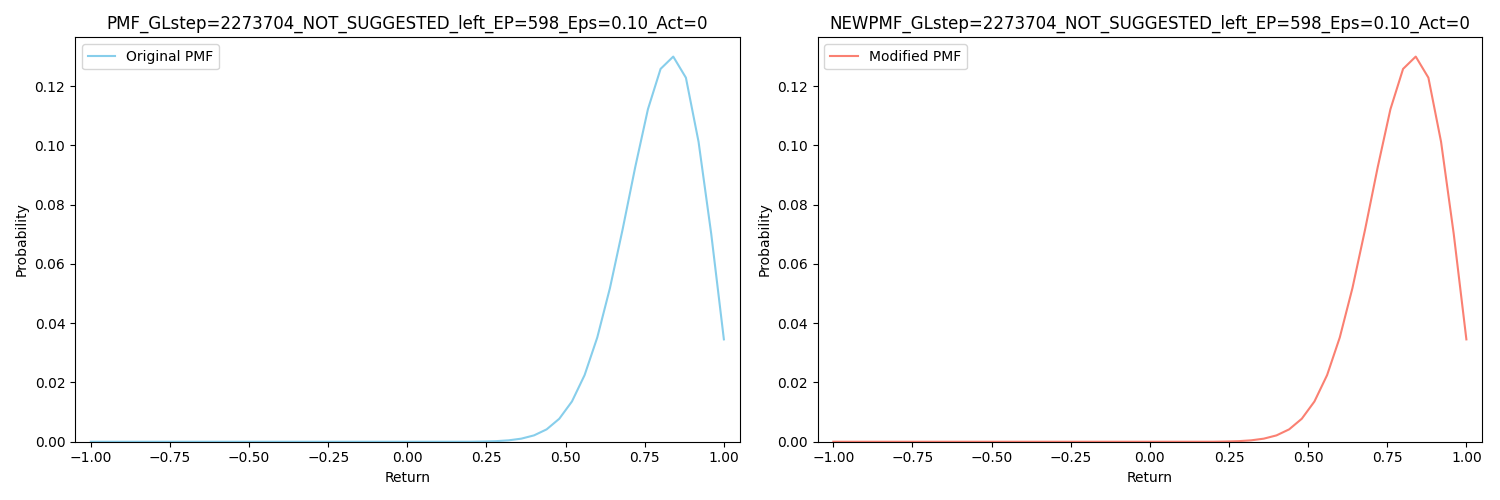 PMF_GLstep=2273704_NOT_SUGGESTED_left_EP=598_Eps=0.10_Act=0
Original PMF
Probability
0.12
0.10
0.08
0.06
0.04
0.02
0.00
−1.00 −0.75 −0.50 −0.25 0.00 0.25 0.50 0.75 1.00
Return
NEWPMF_GLstep=2273704_NOT_SUGGESTED_left_EP=598_Eps=0.10_Act=0
Modified PMF
Probability
0.12
0.10
0.08
0.06
0.04
0.02
0.00
−1.00 −0.75 −0.50 −0.25 0.00 0.25 0.50 0.75 1.00
Return